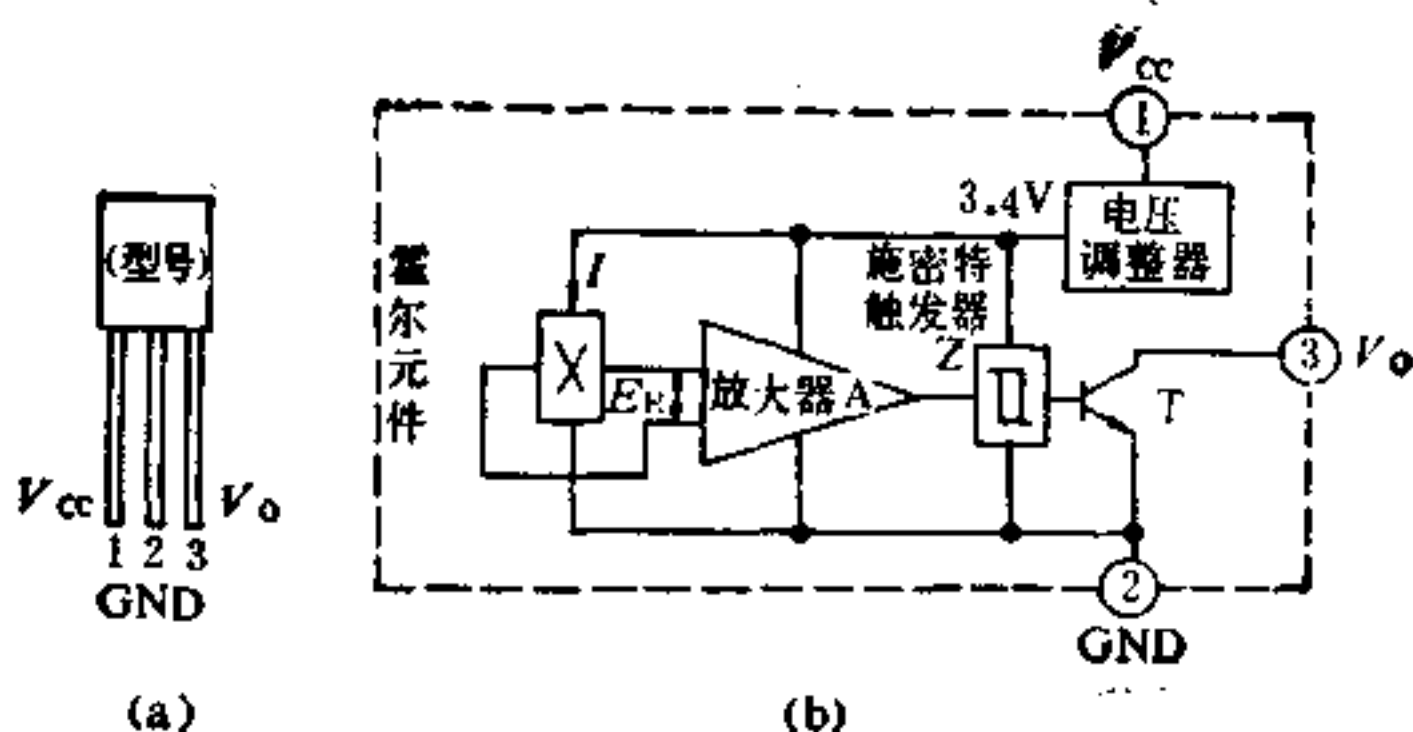 (型号)
Vcc
Vo
1 2 3
GND
(a)
Vcc
1
3.4V
电压
调整器
霍
尔
元
件
I
施密特
触发器
X
E_H
放大器A
Z
T
3
Vo
2
GND
(b)